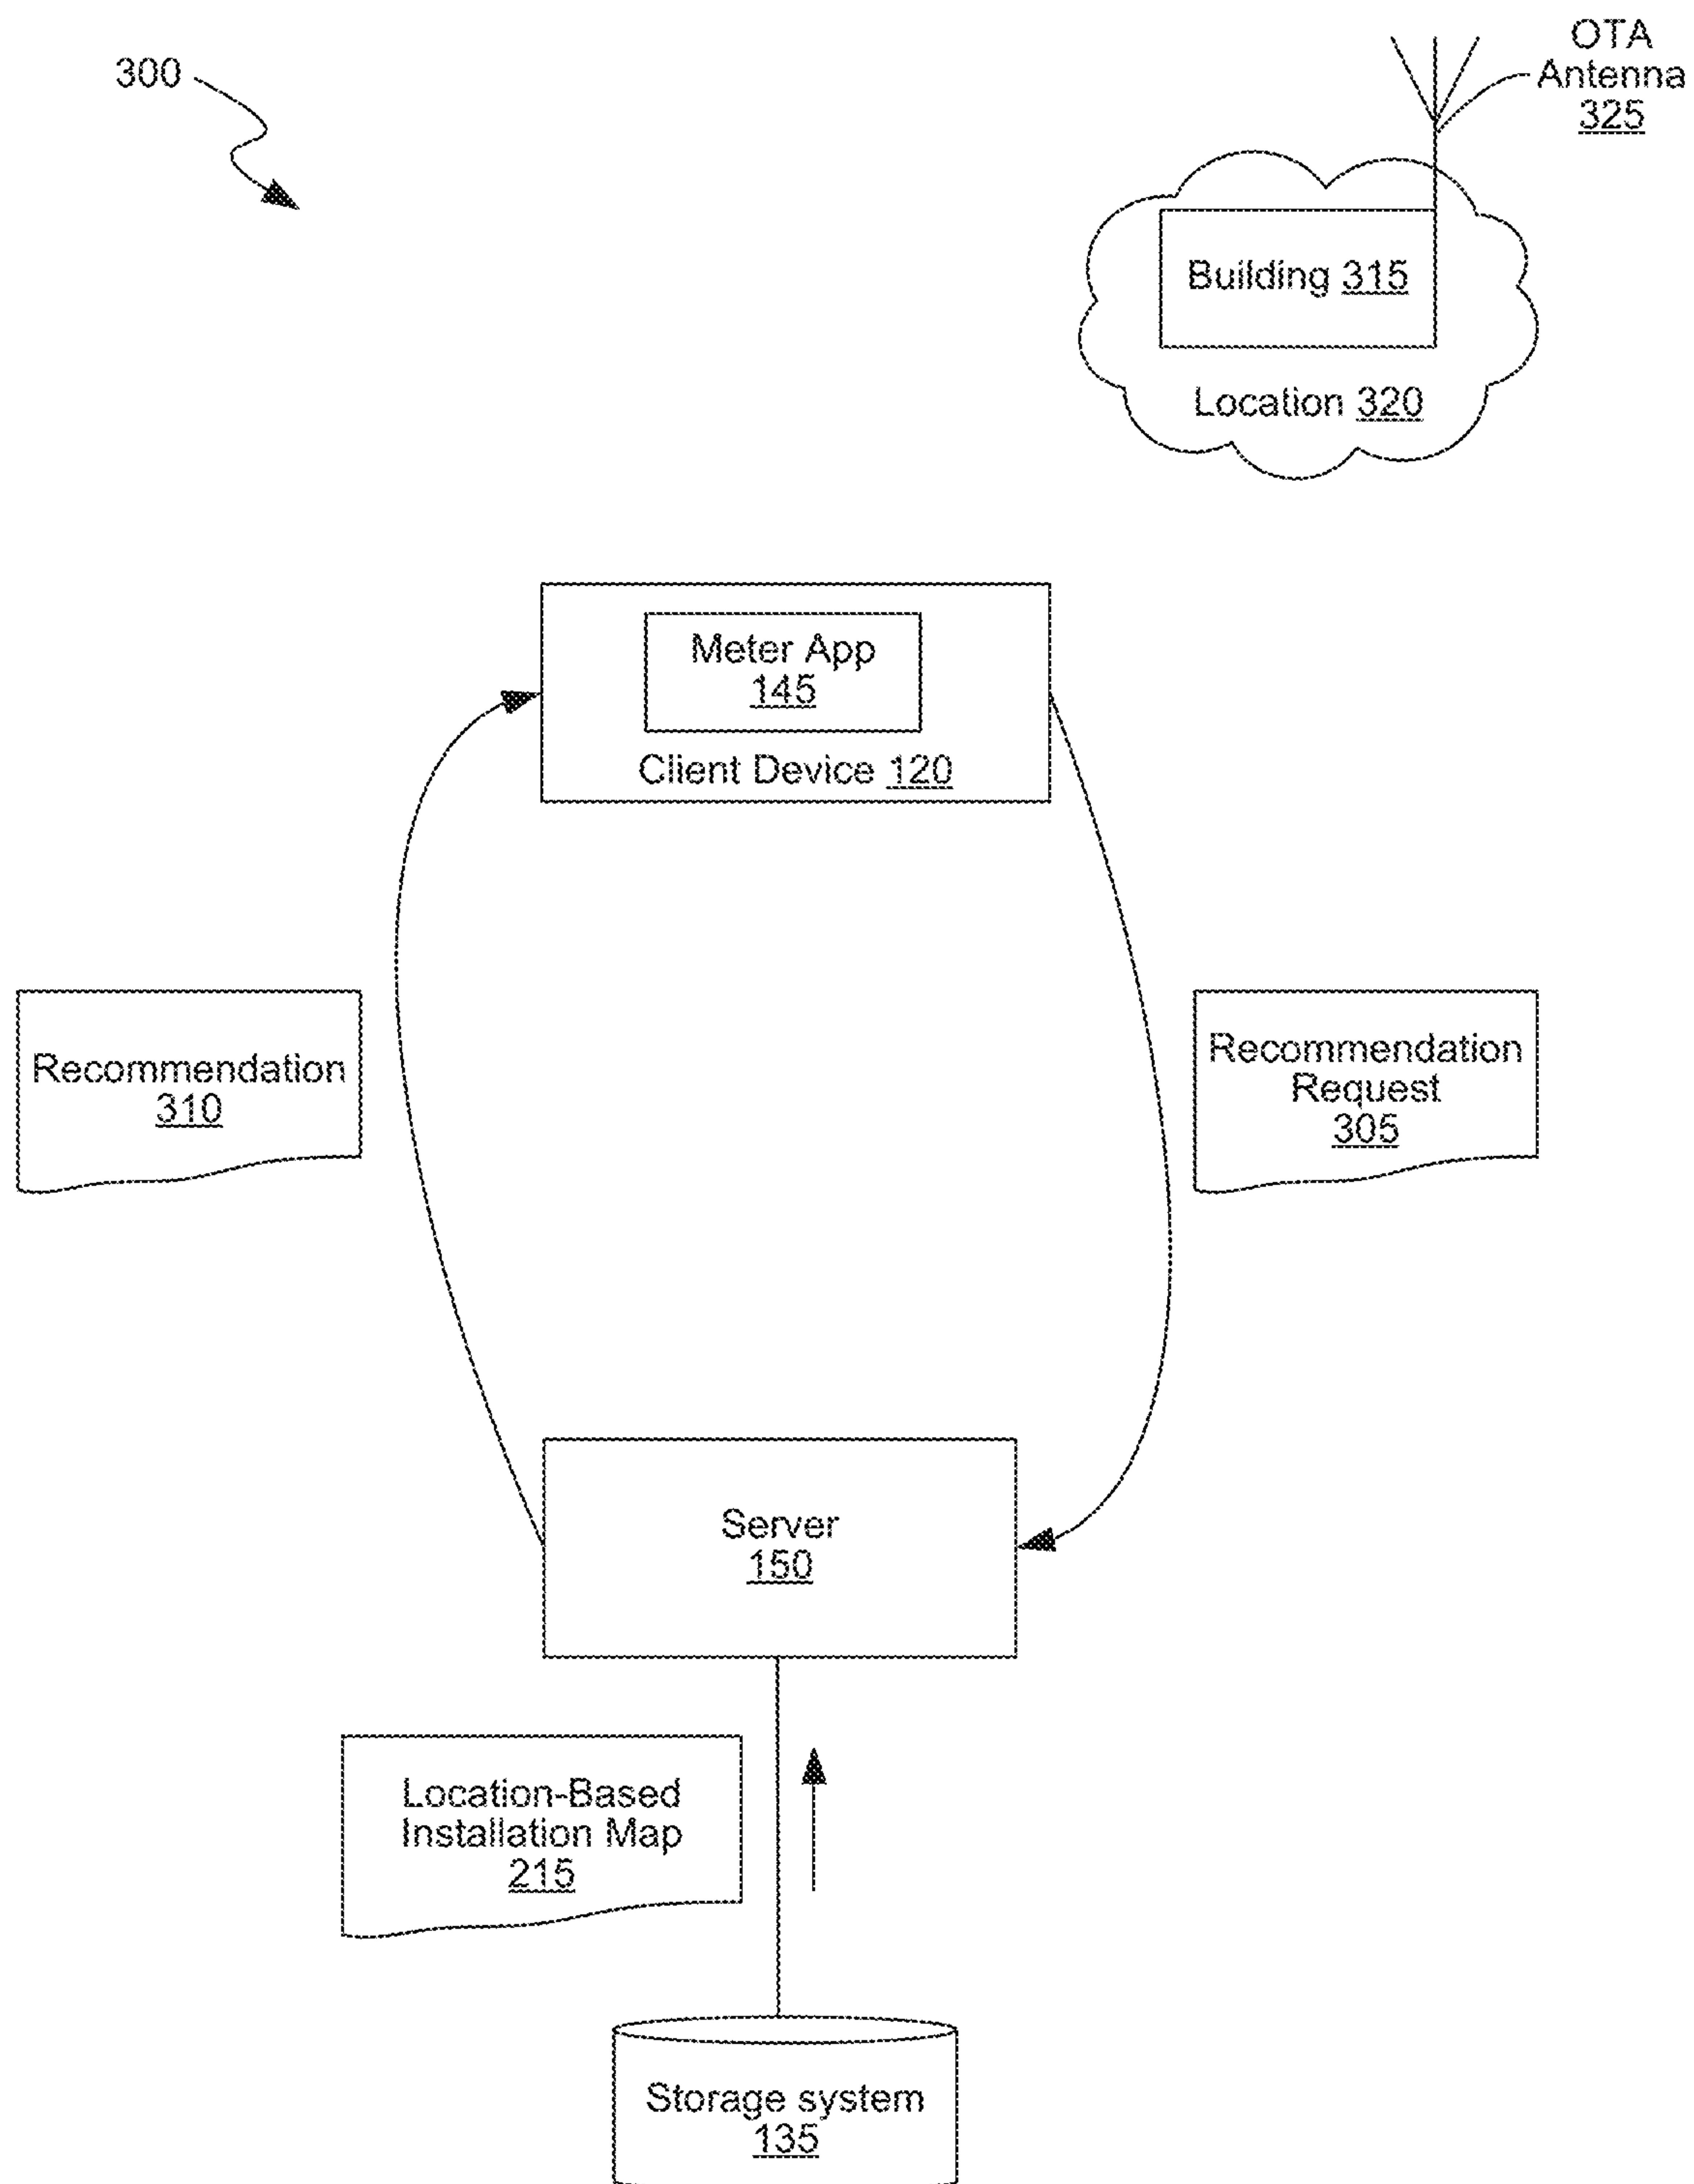 300
OTA
Antenna
325
Building 315
Location 320
Meter App
145
Client Device 120
Recommendation
310
Recommendation
Request
305
Server
150
Location-Based
Installation Map
215
Storage system
135